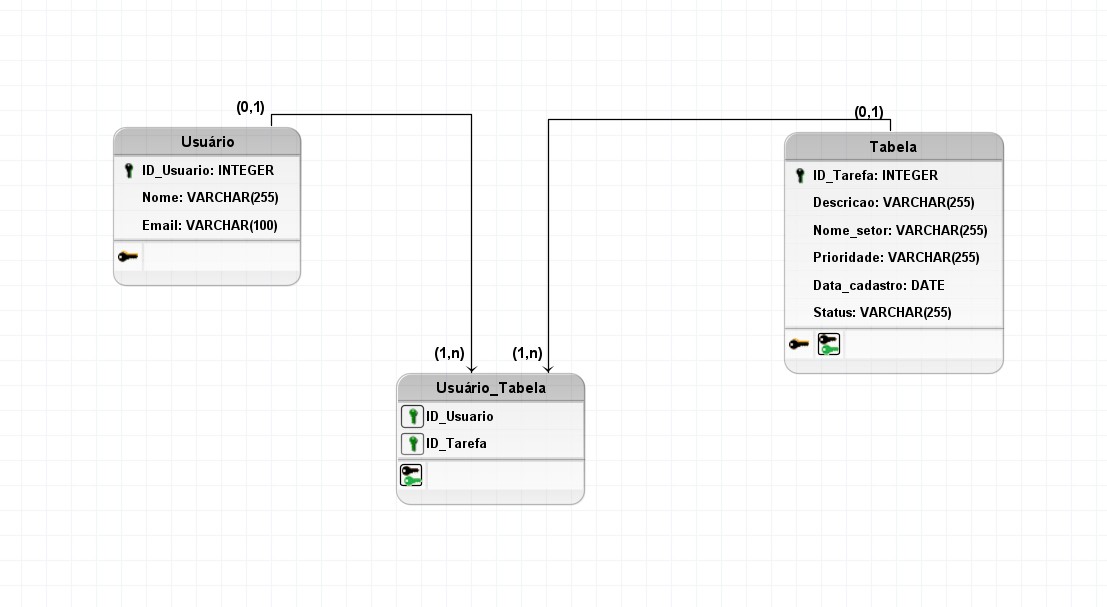 (0,1)
Usuário
ID_Usuario: INTEGER
Nome: VARCHAR(255)
Email: VARCHAR(100)
(0,1)
Tabela
ID_Tarefa: INTEGER
Descricao: VARCHAR(255)
Nome_setor: VARCHAR(255)
Prioridade: VARCHAR(255)
Data_cadastro: DATE
Status: VARCHAR(255)
(1,n)
(1,n)
Usuário_Tabela
ID_Usuario
ID_Tarefa